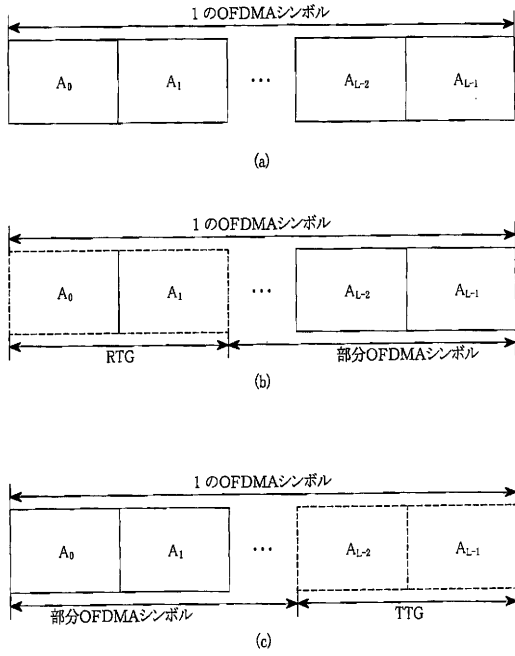 1のOFDMAシンボル
A0 A1 … AL-2 AL-1
(a)
1のOFDMAシンボル
A0 A1 … AL-2 AL-1
RTG 部分OFDMAシンボル
(b)
1のOFDMAシンボル
A0 A1 … AL-2 AL-1
部分OFDMAシンボル TTG
(c)